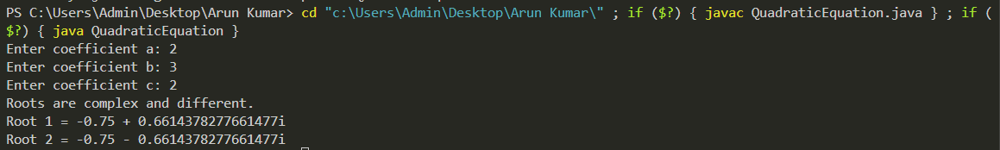 PS C:\Users\Admin\Desktop\Arun Kumar> cd "c:\Users\Admin\Desktop\Arun Kumar\" ; if ($?) { javac QuadraticEquation.java } ; if (
$?) { java QuadraticEquation }
Enter coefficient a: 2
Enter coefficient b: 3
Enter coefficient c: 2
Roots are complex and different.
Root 1 = -0.75 + 0.6614378277661477i
Root 2 = -0.75 - 0.6614378277661477i